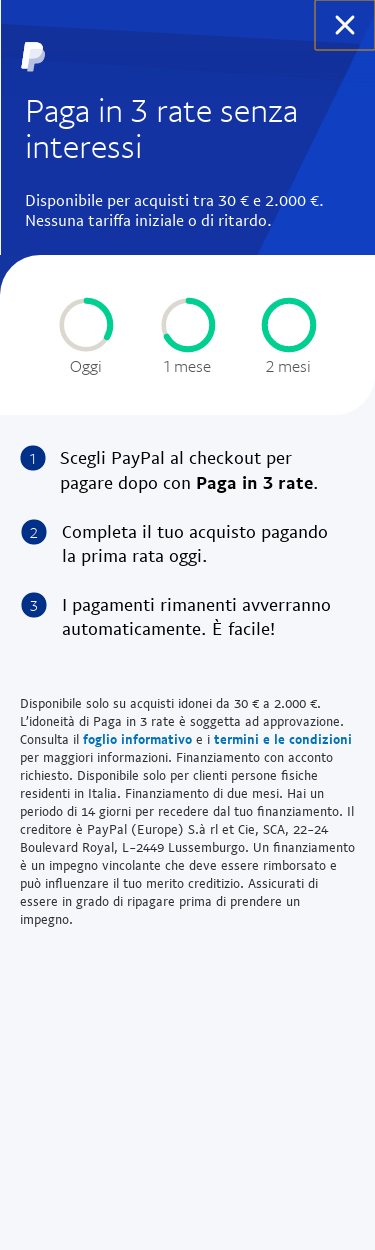 Paga in 3 rate senza
interessi
Disponibile per acquisti tra 30 € e 2.000 €.
Nessuna tariffa iniziale o di ritardo.
Oggi
1 mese
2 mesi
1
Scegli PayPal al checkout per
pagare dopo con Paga in 3 rate.
2
Completa il tuo acquisto pagando
la prima rata oggi.
3
I pagamenti rimanenti avverranno
automaticamente. È facile!
Disponibile solo su acquisti idonei da 30 € a 2.000 €.
L'idoneità di Paga in 3 rate è soggetta ad approvazione.
Consulta il foglio informativo e i termini e le condizioni
per maggiori informazioni. Finanziamento con acconto
richiesto. Disponibile solo per clienti persone fisiche
residenti in Italia. Finanziamento di due mesi. Hai un
periodo di 14 giorni per recedere dal tuo finanziamento. Il
creditore è PayPal (Europe) S.à rl et Cie, SCA, 22-24
Boulevard Royal, L-2449 Lussemburgo. Un finanziamento
è un impegno vincolante che deve essere rimborsato e
può influenzare il tuo merito creditizio. Assicurati di
essere in grado di ripagare prima di prendere un
impegno.